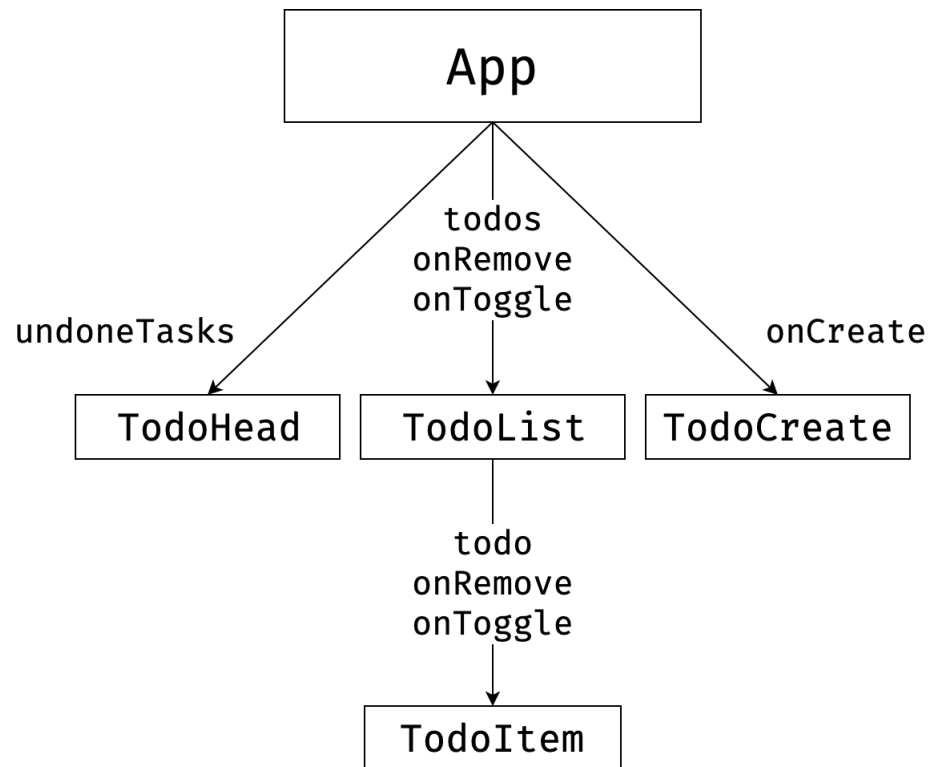 App
todos
onRemove
onToggle
undoneTasks
onCreate
TodoHead
TodoList
TodoCreate
todo
onRemove
onToggle
TodoItem